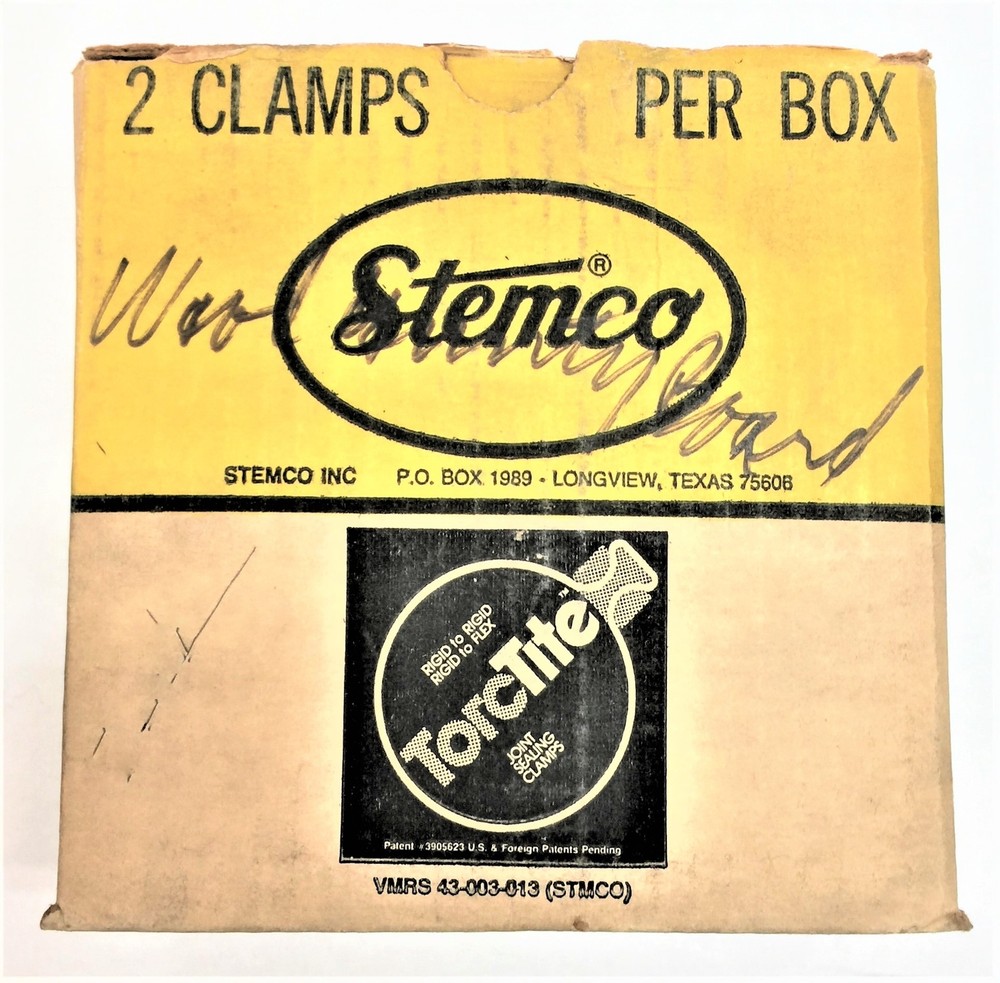 2 CLAMPS PER BOX
Stemco®
Board
STEMCO INC P.O. BOX 1989 - LONGVIEW, TEXAS 75606
RIGID to RIGID
RIGID to FLEX
TorcTite™
JOINT
SEALING
CLAMPS
Patent #3905623 U.S. & Foreign Patents Pending
VMRS 43-003-013 (STMCO)